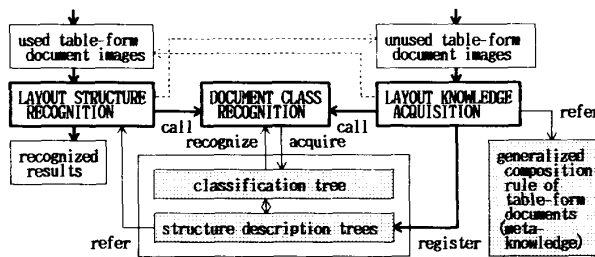 used table-form
document images
unused table-form
document images
LAYOUT STRUCTURE
RECOGNITION
DOCUMENT CLASS
RECOGNITION
LAYOUT KNOWLEDGE
ACQUISITION
call
call
refer
recognize
acquire
recognized
results
classification tree
structure description trees
generalized
composition
rule of
table-form
documents
(meta-
knowledge)
refer
register